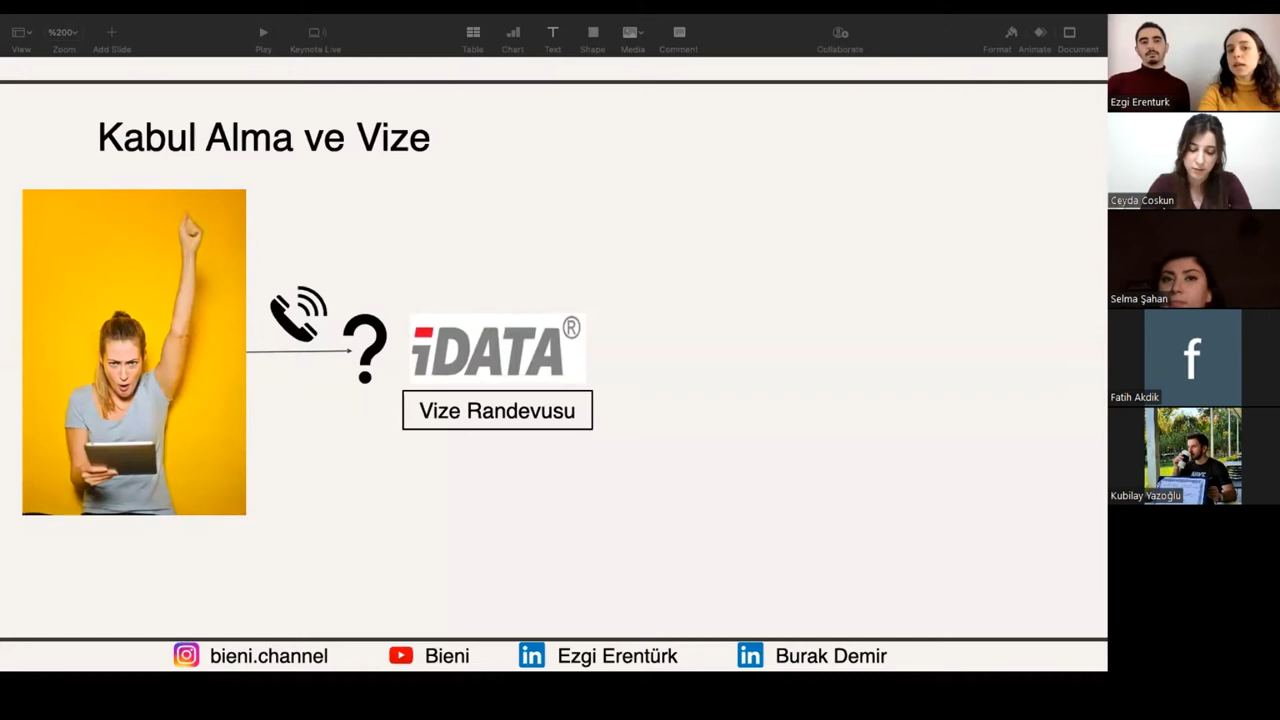 View
%200
Zoom
Add Slide
Play
Keynote Live
Table
Chart
Text
Shape
Media
Comment
Collaborate
Format
Animate
Document
Kabul Alma ve Vize
iDATA®
Vize Randevusu
bieni.channel
Bieni
Ezgi Erentürk
Burak Demir
Ezgi Erenturk
Ceyda Coskun
Selma Şahan
f
Fatih Akdik
Kubilay Yazoğlu
?